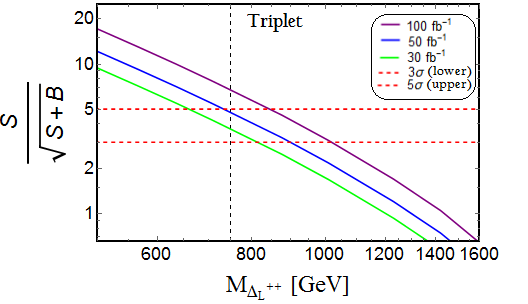 Triplet
100 fb⁻¹
50 fb⁻¹
30 fb⁻¹
3σ (lower)
5σ (upper)
20
10
5
2
1
S
√S + B
600
800
1000
1200
1400
1600
M_{Δ_L⁺⁺} [GeV]